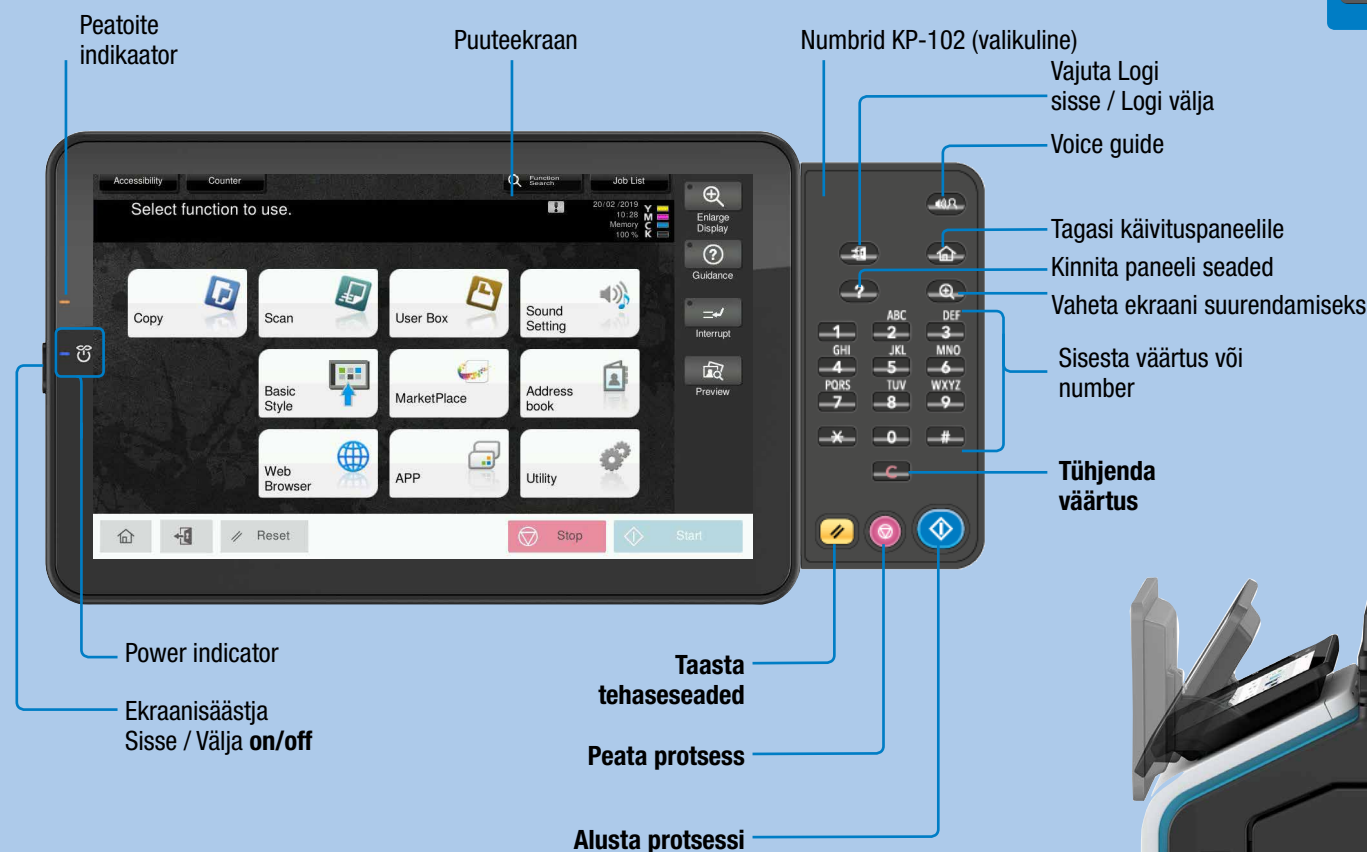 Peatoite
indikaator
Puuteekraan
Numbrid KP-102 (valikuline)
Vajuta Logi
sisse / Logi välja
Voice guide
Tagasi käivituspaneelile
Kinnita paneeli seaded
Vaheta ekraani suurendamiseks
Sisesta väärtus või
number
Tühjenda
väärtus
Accessibility
Counter
Function
Search
Job List
Select function to use.
20/02 /2019
10:28
Memory
100 %
Y
M
C
K
Enlarge
Display
Guidance
Interrupt
Preview
Copy
Scan
User Box
Sound
Setting
Basic
Style
MarketPlace
Address
book
Web
Browser
APP
Utility
Reset
Stop
Start
?
ABC DEF
1 2 3
GHI JKL MNO
4 5 6
PQRS TUV WXYZ
7 8 9
* 0 #
C
Power indicator
Ekraanisäästja
Sisse / Välja on/off
Taasta
tehaseseaded
Peata protsess
Alusta protsessi